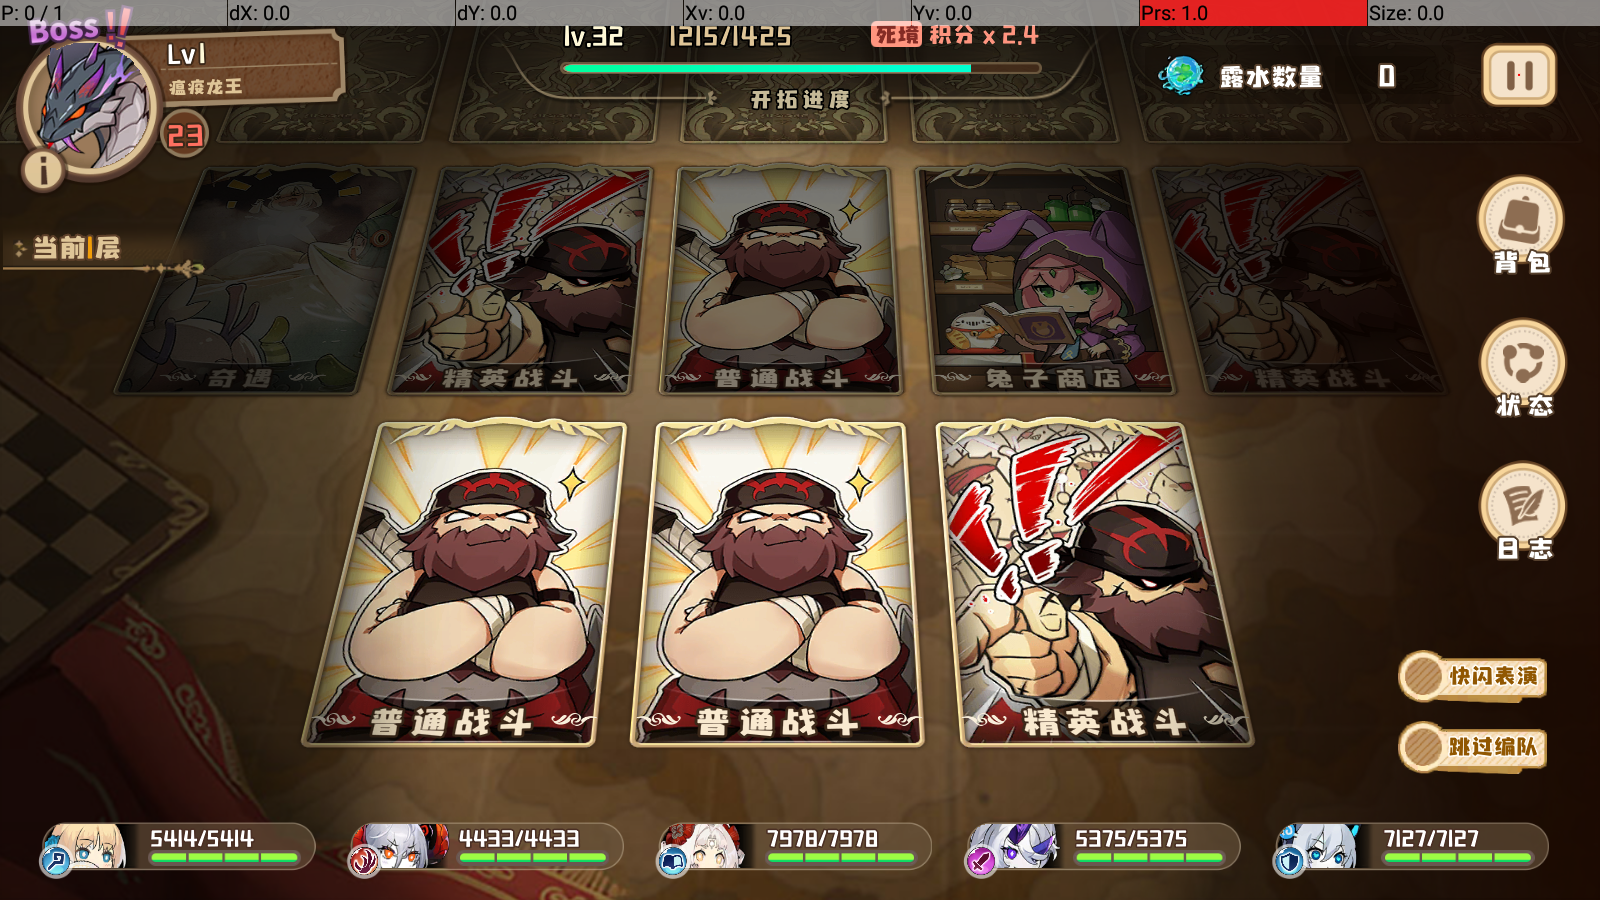 P: 0 / 1
dX: 0.0
dY: 0.0
Xv: 0.0
Yv: 0.0
Prs: 1.0
Size: 0.0
Boss!!
Lv1
瘟疫龙王
23
i
lv.32
1215/1425
死境 积分 x 2.4
开拓进度
露水数量 0
当前1层
背包
状态
日志
奇遇
精英战斗
普通战斗
兔子商店
精英战斗
普通战斗
普通战斗
精英战斗
快闪表演
跳过编队
5414/5414
4433/4433
7978/7978
5375/5375
7127/7127